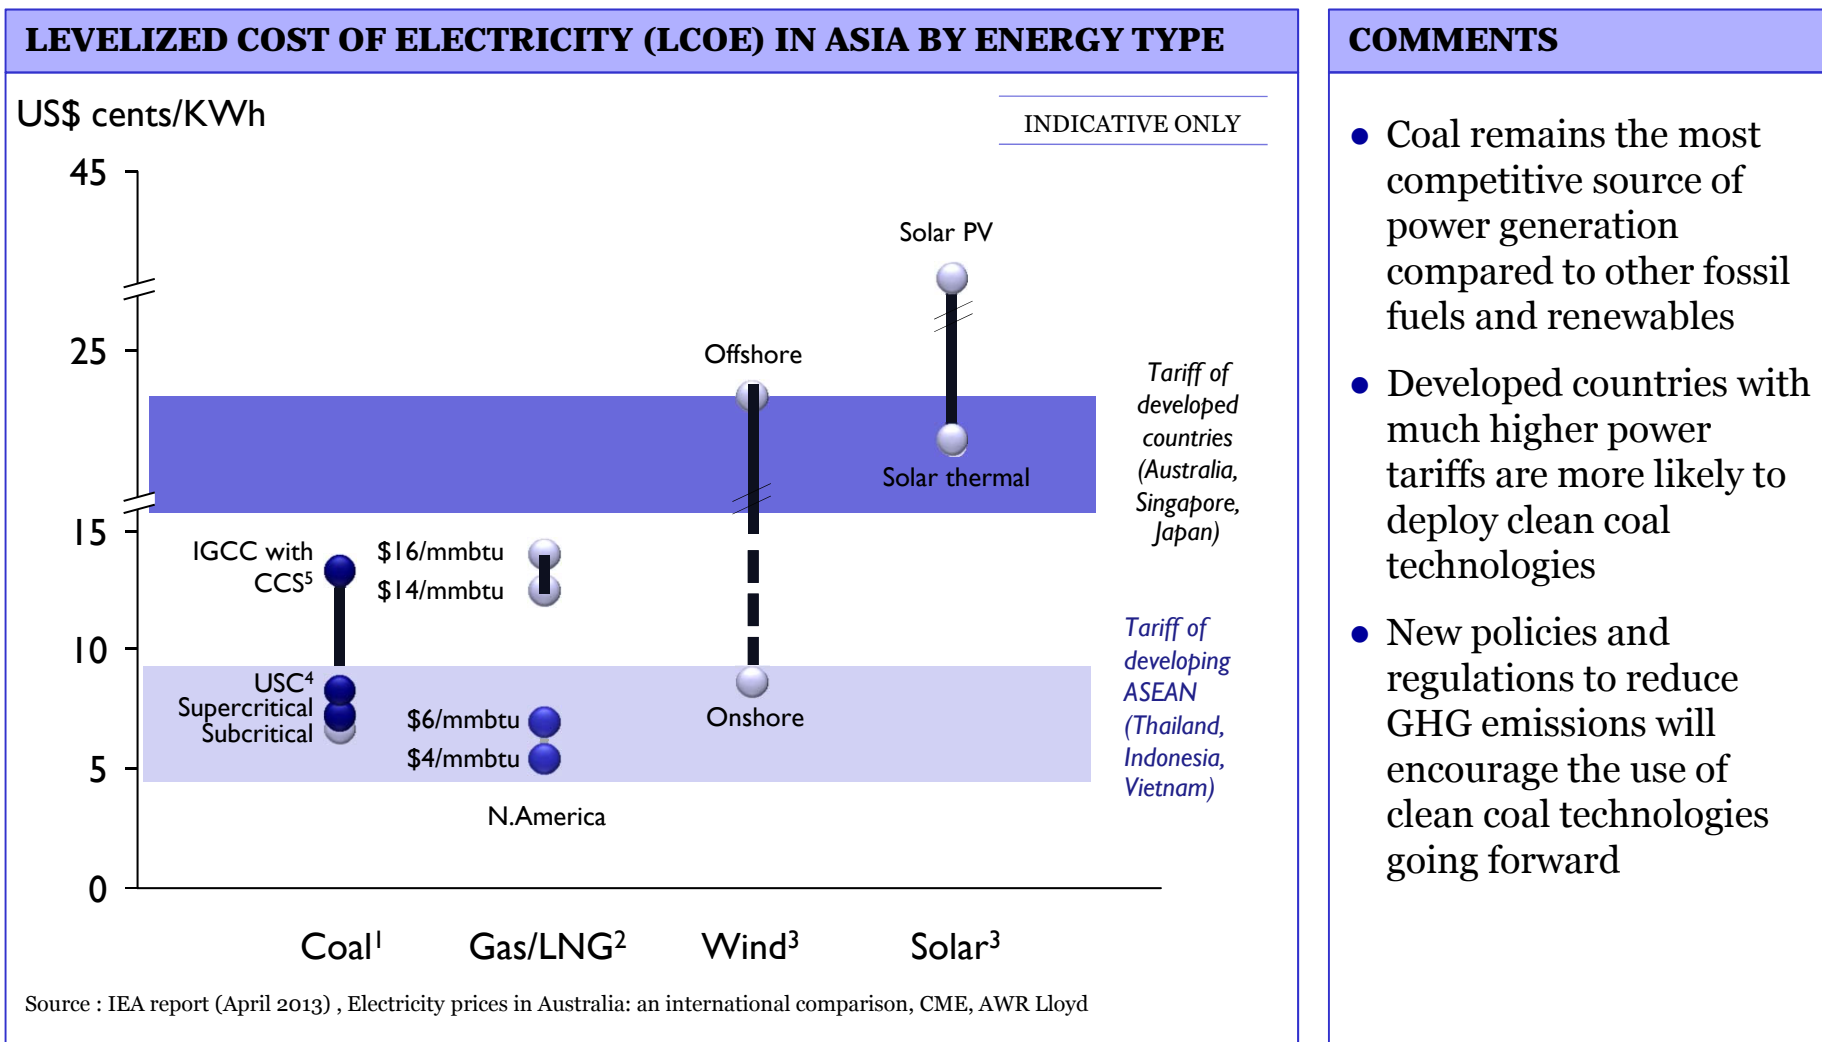 LEVELIZED COST OF ELECTRICITY (LCOE) IN ASIA BY ENERGY TYPE
US$ cents/KWh
INDICATIVE ONLY
45
25
15
10
5
0
IGCC with
CCS⁵
USC⁴
Supercritical
Subcritical
$16/mmbtu
$14/mmbtu
$6/mmbtu
$4/mmbtu
N.America
Offshore
Onshore
Solar PV
Solar thermal
Tariff of
developed
countries
(Australia,
Singapore,
Japan)
Tariff of
developing
ASEAN
(Thailand,
Indonesia,
Vietnam)
Coal¹
Gas/LNG²
Wind³
Solar³
Source : IEA report (April 2013) , Electricity prices in Australia: an international comparison, CME, AWR Lloyd
COMMENTS
● Coal remains the most
competitive source of
power generation
compared to other fossil
fuels and renewables
● Developed countries with
much higher power
tariffs are more likely to
deploy clean coal
technologies
● New policies and
regulations to reduce
GHG emissions will
encourage the use of
clean coal technologies
going forward